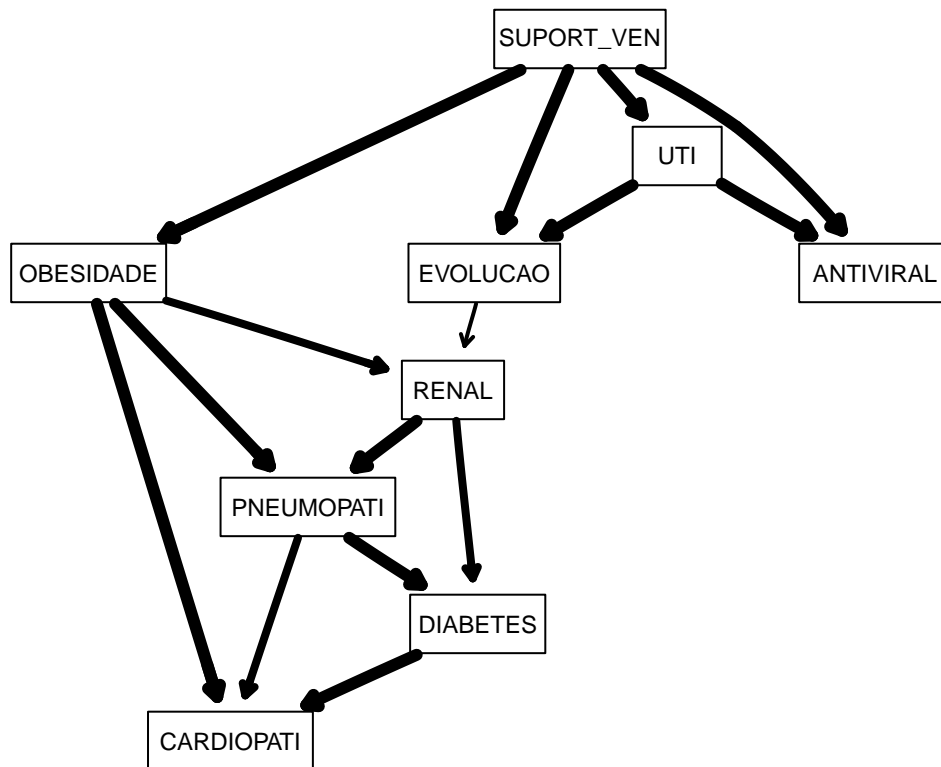 SUPORT_VEN
UTI
OBESIDADE
EVOLUCAO
ANTIVIRAL
RENAL
PNEUMOPATI
DIABETES
CARDIOPATI